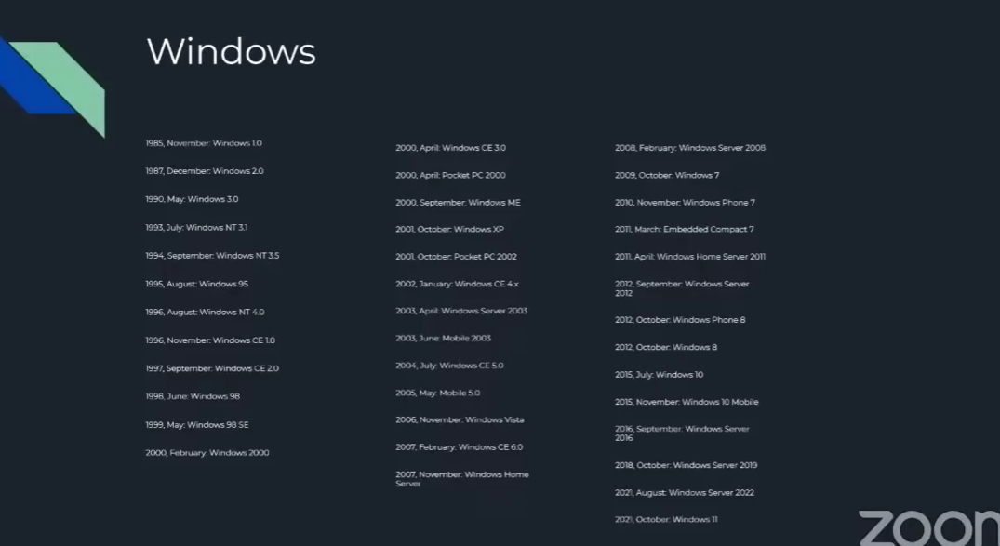 Windows
1985, November: Windows 1.0
1987, December: Windows 2.0
1990, May: Windows 3.0
1993, July: Windows NT 3.1
1994, September: Windows NT 3.5
1995, August: Windows 95
1996, August: Windows NT 4.0
1996, November: Windows CE 1.0
1997, September: Windows CE 2.0
1998, June: Windows 98
1999, May: Windows 98 SE
2000, February: Windows 2000
2000, April: Windows CE 3.0
2000, April: Pocket PC 2000
2000, September: Windows ME
2001, October: Windows XP
2001, October: Pocket PC 2002
2002, January: Windows CE 4.x
2003, April: Windows Server 2003
2003, June: Mobile 2003
2004, July: Windows CE 5.0
2005, May: Mobile 5.0
2006, November: Windows Vista
2007, February: Windows CE 6.0
2007, November: Windows Home
Server
2008, February: Windows Server 2008
2009, October: Windows 7
2010, November: Windows Phone 7
2011, March: Embedded Compact 7
2011, April: Windows Home Server 2011
2012, September: Windows Server
2012
2012, October: Windows Phone 8
2012, October: Windows 8
2015, July: Windows 10
2015, November: Windows 10 Mobile
2016, September: Windows Server
2016
2018, October: Windows Server 2019
2021, August: Windows Server 2022
2021, October: Windows 11
zoom